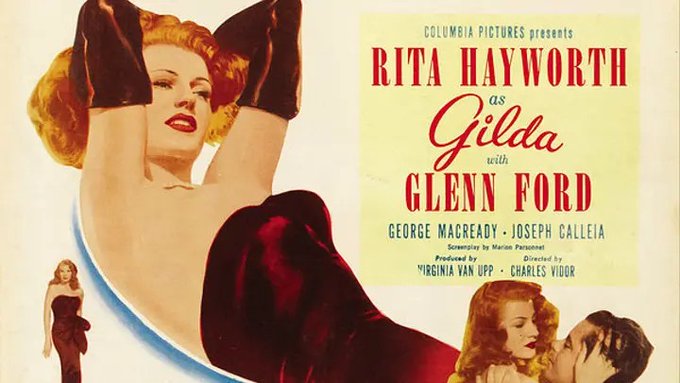 COLUMBIA PICTURES presents
RITA HAYWORTH
as
Gilda
with
GLENN FORD
GEORGE MACREADY · JOSEPH CALLEIA
Screenplay by Marion Parsonnet
Produced by
VIRGINIA VAN UPP
·
Directed by
CHARLES VIDOR